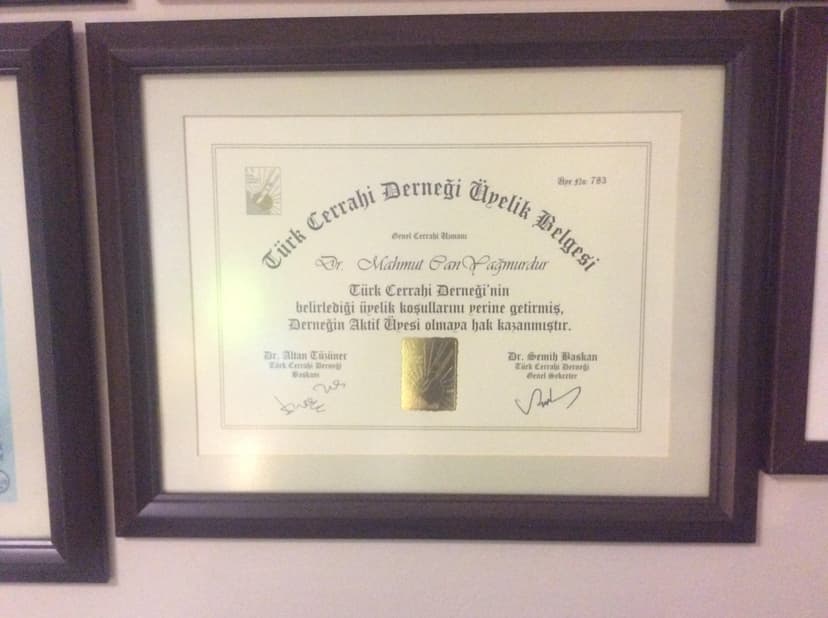 Üye No: 783
Türk Cerrahi Derneği Üyelik Belgesi
Genel Cerrahi Uzmanı
Dr. Mahmut Can Yağmurdur
Türk Cerrahi Derneği'nin
belirlediği üyelik koşullarını yerine getirmiş,
Derneğin Aktif Üyesi olmaya hak kazanmıştır.
Dr. Altan Tüzüner
Türk Cerrahi Derneği
Başkanı
Dr. Semih Baskan
Türk Cerrahi Derneği
Genel Sekreter